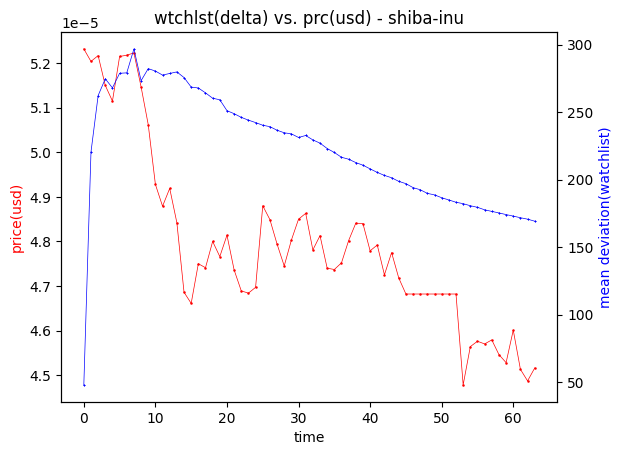 wtchlst(delta) vs. prc(usd) - shiba-inu
1e−5
5.2
5.1
5.0
4.9
4.8
4.7
4.6
4.5
price(usd)
300
250
200
150
100
50
mean deviation(watchlist)
0 10 20 30 40 50 60
time